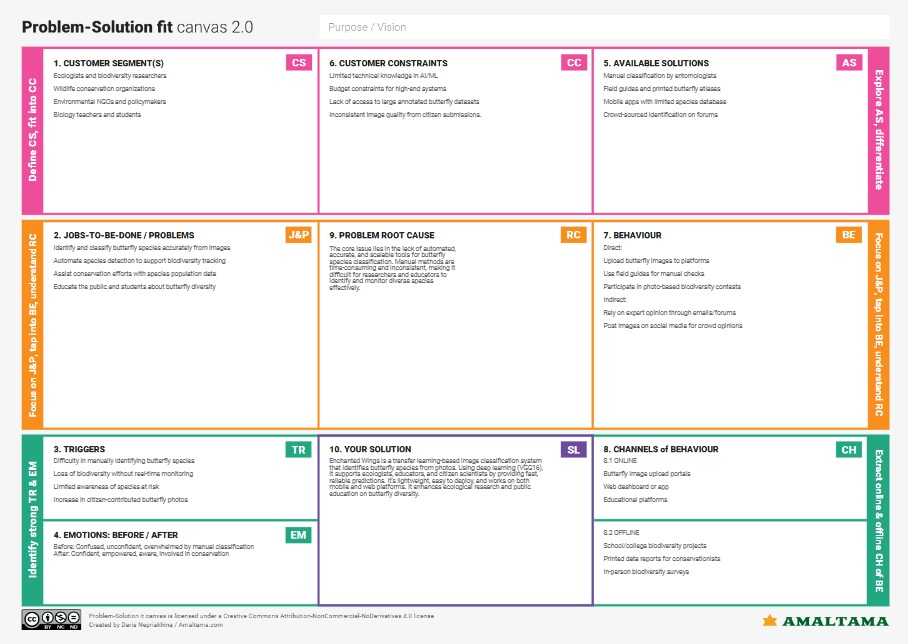 Problem-Solution fit canvas 2.0
Purpose / Vision
Define CS, fit into CC
1. CUSTOMER SEGMENT(S)
CS
Ecologists and biodiversity researchers
Wildlife conservation organizations
Environmental NGOs and policymakers
Biology teachers and students
6. CUSTOMER CONSTRAINTS
CC
Limited technical knowledge in AI/ML
Budget constraints for high-end systems
Lack of access to large annotated butterfly datasets
Inconsistent image quality from citizen submissions.
5. AVAILABLE SOLUTIONS
AS
Manual classification by entomologists
Field guides and printed butterfly atlases
Mobile apps with limited species database
Crowd-sourced identification on forums
Explore AS, differentiate
Focus on J&P, tap into BE, understand RC
2. JOBS-TO-BE-DONE / PROBLEMS
J&P
Identify and classify butterfly species accurately from images
Automate species detection to support biodiversity tracking
Assist conservation efforts with species population data
Educate the public and students about butterfly diversity
9. PROBLEM ROOT CAUSE
RC
The core issue lies in the lack of automated,
accurate, and scalable tools for butterfly
species classification. Manual methods are
time-consuming and inconsistent, making it
difficult for researchers and educators to
identify and monitor diverse species
effectively.
7. BEHAVIOUR
BE
Direct:
Upload butterfly images to platforms
Use field guides for manual checks
Participate in photo-based biodiversity contests
Indirect:
Rely on expert opinion through emails/forums
Post images on social media for crowd opinions
Focus on J&P, tap into BE, understand RC
Identify strong TR & EM
3. TRIGGERS
TR
Difficulty in manually identifying butterfly species
Loss of biodiversity without real-time monitoring
Limited awareness of species at risk
Increase in citizen-contributed butterfly photos
4. EMOTIONS: BEFORE / AFTER
EM
Before: Confused, unconfident, overwhelmed by manual classification
After: Confident, empowered, aware, involved in conservation
10. YOUR SOLUTION
SL
Enchanted Wings is a transfer learning-based image classification system
that identifies butterfly species from photos. Using deep learning (VGG16),
it supports ecologists, educators, and citizen scientists by providing fast,
reliable predictions. It's lightweight, easy to deploy, and works on both
mobile and web platforms. It enhances ecological research and public
education on butterfly diversity.
8. CHANNELS of BEHAVIOUR
CH
8.1 ONLINE
Butterfly image upload portals
Web dashboard or app
Educational platforms
8.2 OFFLINE
School/college biodiversity projects
Printed data reports for conservationists
In-person biodiversity surveys
Extract online & offline CH of BE
CC BY NC ND
Problem-Solution fit canvas is licensed under a Creative Commons Attribution-NonCommercial-NoDerivatives 4.0 license
Created by Daria Nepriakhina / Amaltama.com
AMALTAMA